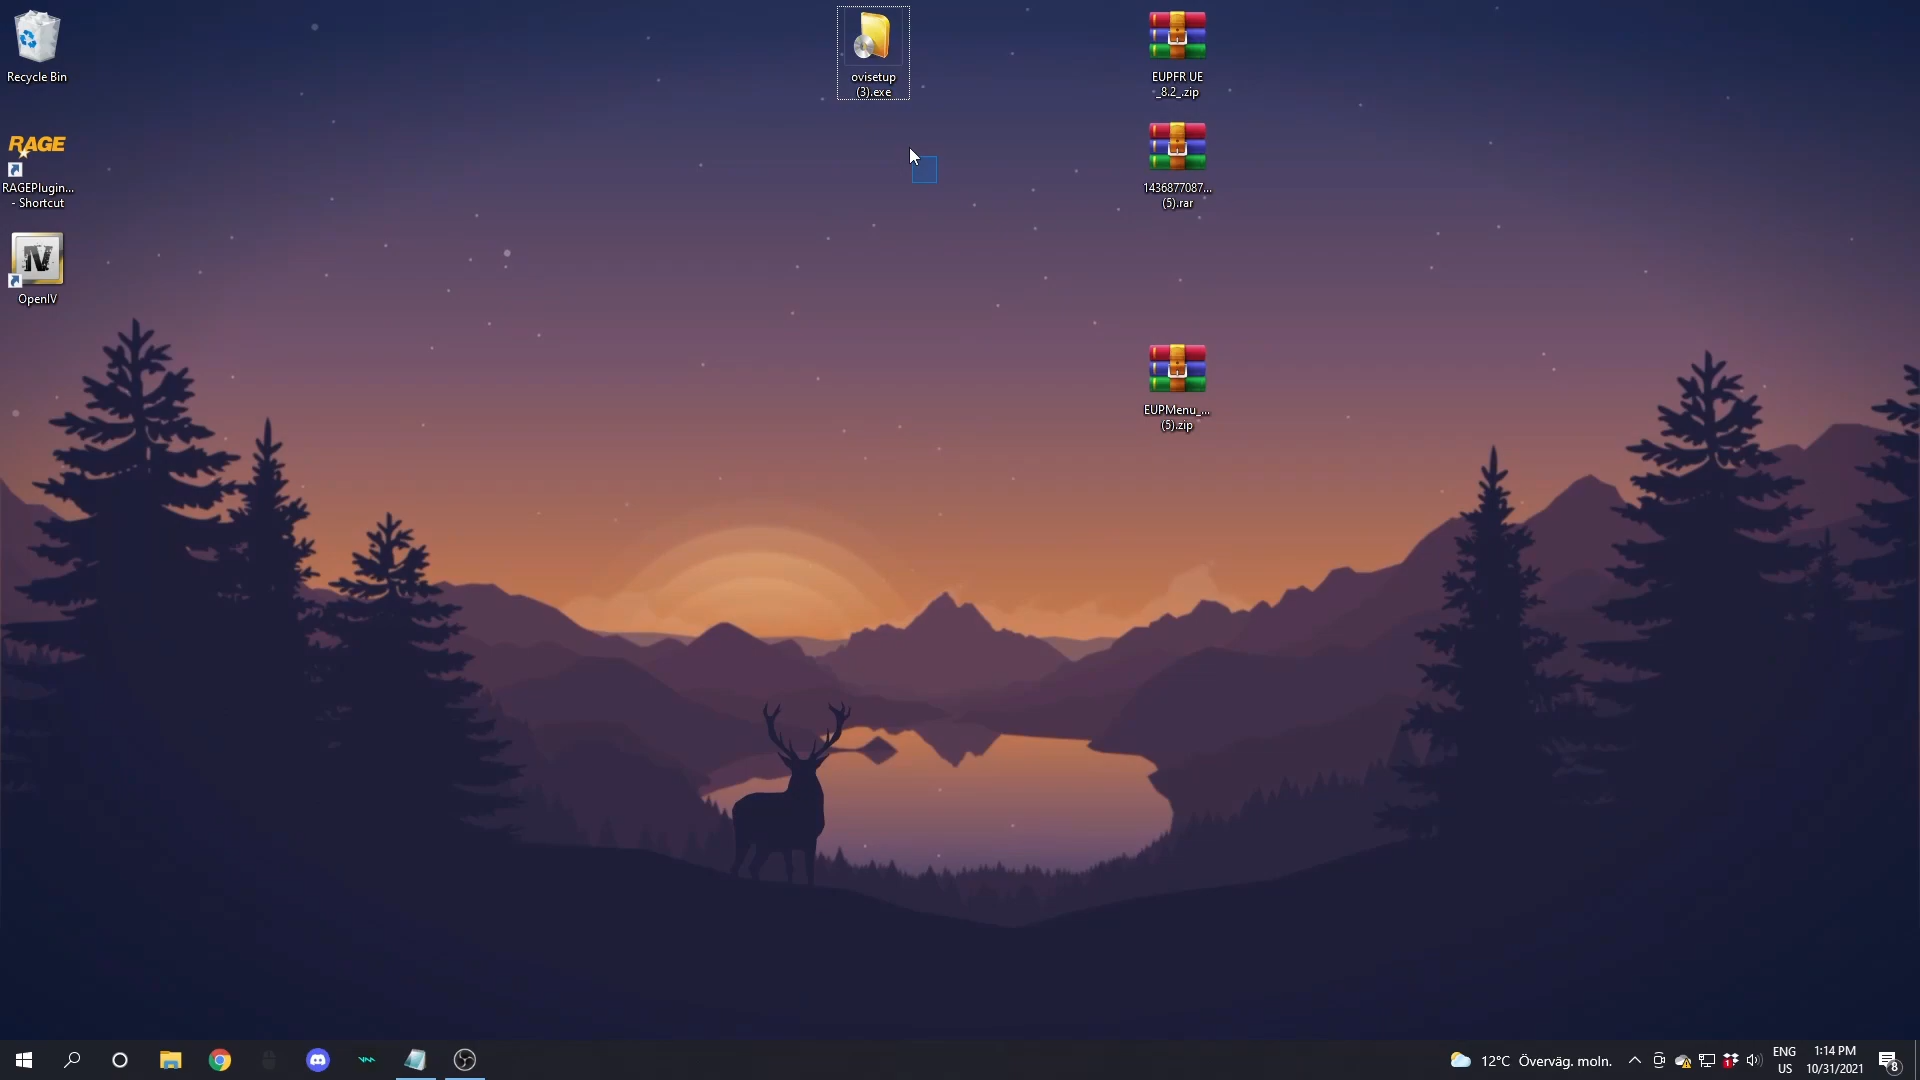 Recycle Bin
RAGE
RAGEPlugin...
- Shortcut
IV
OpenIV
ovisetup
(3).exe
EUPFR UE
_8.2_.zip
1436877087...
(5).rar
EUPMenu_...
(5).zip
12°C Överväg. moln.
1
ENG
US
1:14 PM
10/31/2021
8